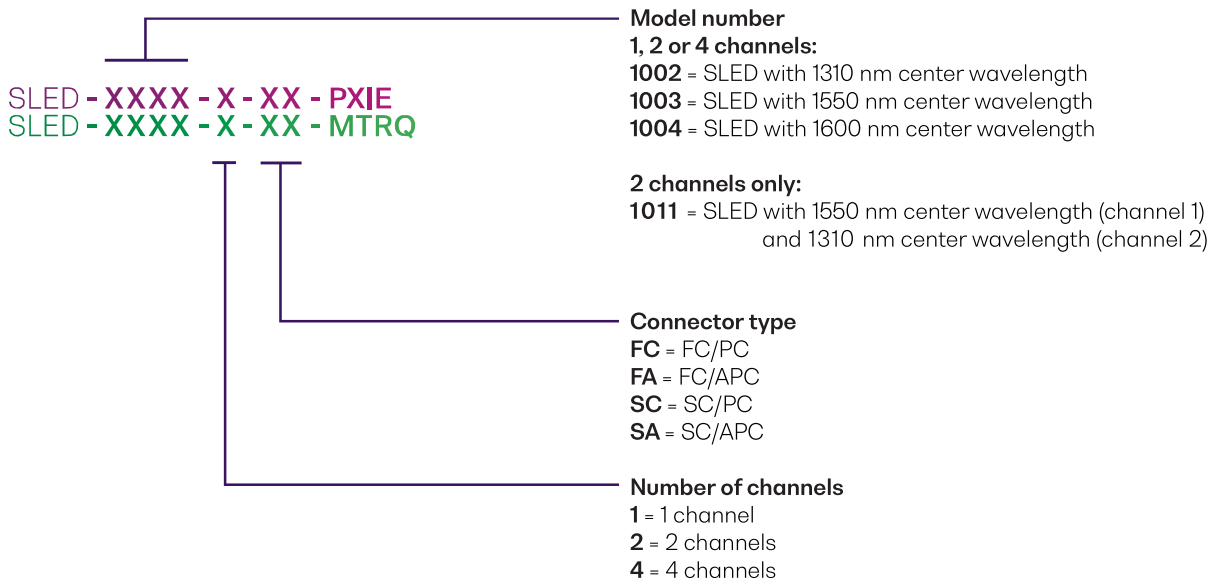 Model number
1, 2 or 4 channels:
1002 = SLED with 1310 nm center wavelength
1003 = SLED with 1550 nm center wavelength
1004 = SLED with 1600 nm center wavelength
SLED - XXXX - X - XX - PXIE
SLED - XXXX - X - XX - MTRQ
2 channels only:
1011 = SLED with 1550 nm center wavelength (channel 1)
and 1310 nm center wavelength (channel 2)
Connector type
FC = FC/PC
FA = FC/APC
SC = SC/PC
SA = SC/APC
Number of channels
1 = 1 channel
2 = 2 channels
4 = 4 channels